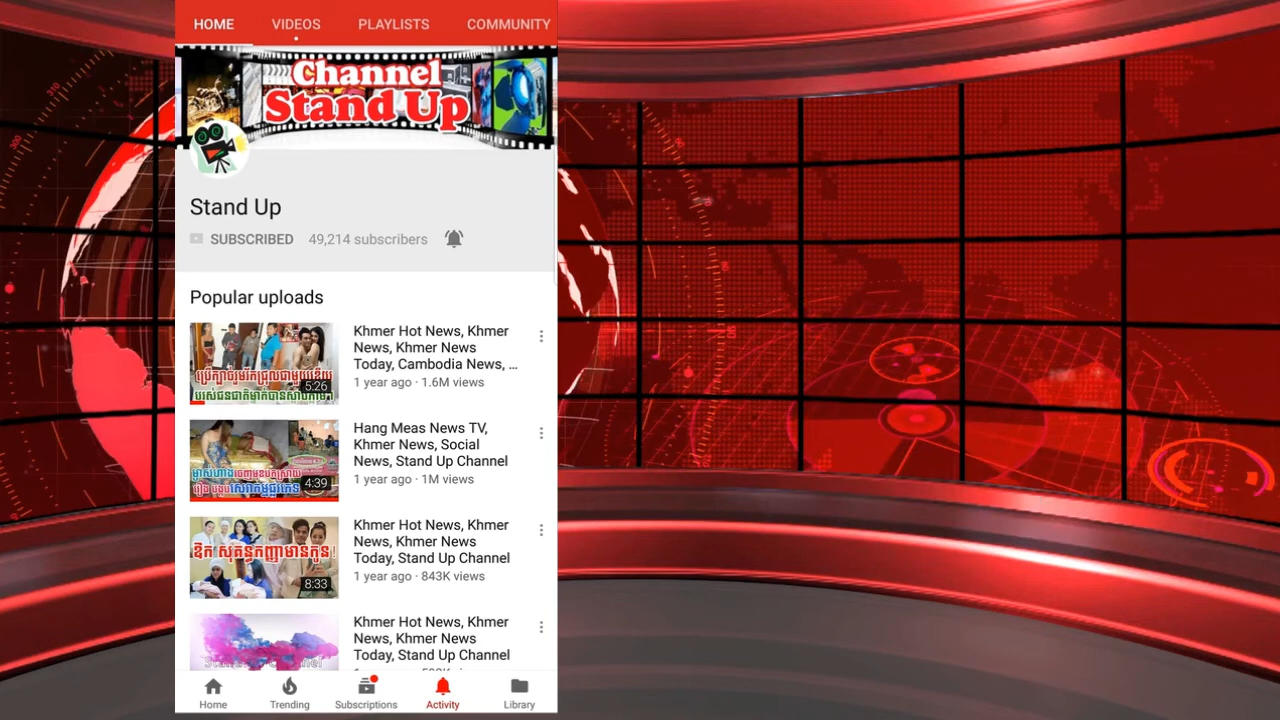 HOME VIDEOS PLAYLISTS COMMUNITY
Channel
Stand Up
Stand Up
SUBSCRIBED 49,214 subscribers
Popular uploads
Khmer Hot News, Khmer
News, Khmer News
Today, Cambodia News, ...
1 year ago · 1.6M views
5:26
Hang Meas News TV,
Khmer News, Social
News, Stand Up Channel
1 year ago · 1M views
4:39
Khmer Hot News, Khmer
News, Khmer News
Today, Stand Up Channel
1 year ago · 843K views
8:33
Khmer Hot News, Khmer
News, Khmer News
Today, Stand Up Channel
Home Trending Subscriptions Activity Library